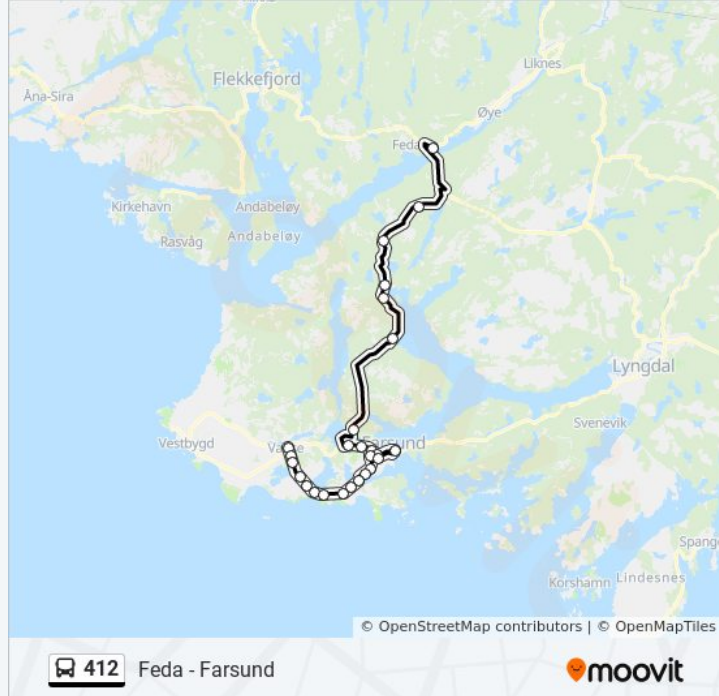 Liknes
Flekkefjord
Åna-Sira
Øye
Feda
Kirkehavn
Andabeløy
Rasvåg
Andabeløy
Lyngdal
Svenevik
Vestbygd
Farsund
Spang
Korshamn
Lindesnes
© OpenStreetMap contributors | © OpenMapTiles
412 Feda - Farsund
moovit